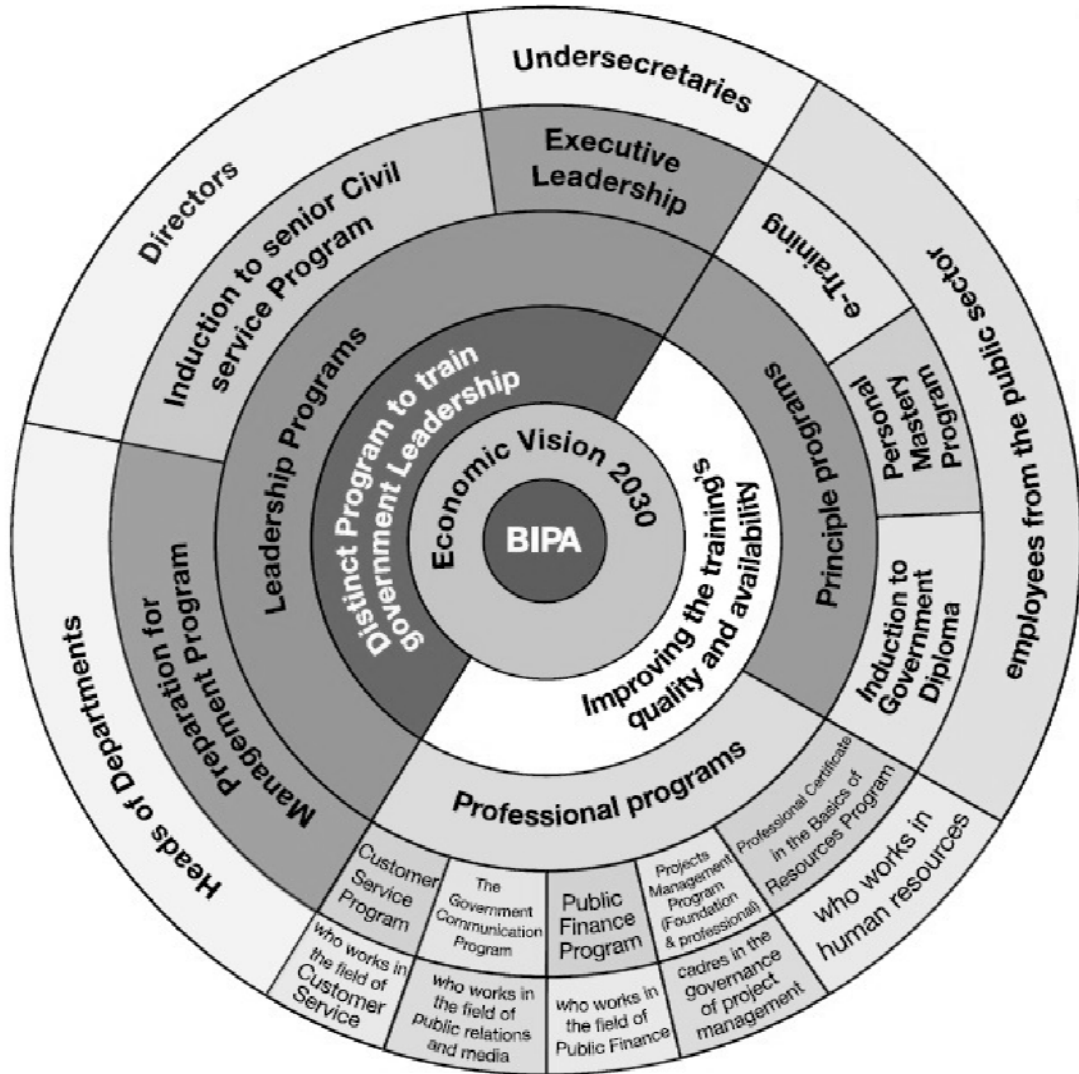 BIPA
Economic Vision 2030
Distinct Program to train
government Leadership
Improving the training's
quality and availability
Leadership Programs
Principle programs
Professional programs
Executive
Leadership
Undersecretaries
Induction to senior Civil
service Program
Directors
Preparation for
Management Program
Heads of Departments
e-Training
Personal
Mastery
Program
Induction to
Government
Diploma
employees from the public sector
Professional Certificate
in the Basics of
Resources Program
who works in
human resources
Projects
Management
Program
(Foundation
& professional)
cadres in the
governance
of project
management
Public
Finance
Program
who works in
the field of
Public Finance
The
Government
Communication
Program
who works in
the field of
public relations
and media
Customer
Service
Program
who works in
the field of
Customer
Service